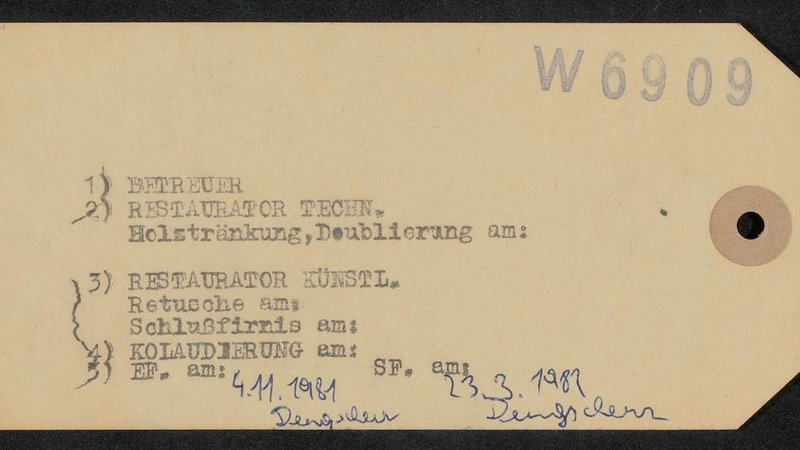 W 6909
1) BETREUER
2) RESTAURATOR TECHN.
Holztränkung,Doublierung am:
3) RESTAURATOR KÜNSTL.
Retusche am:
Schlußfirnis am:
4) KOLAUDIERUNG am:
5) EF. am: SF. am:
4.11.1981 23.3.1982